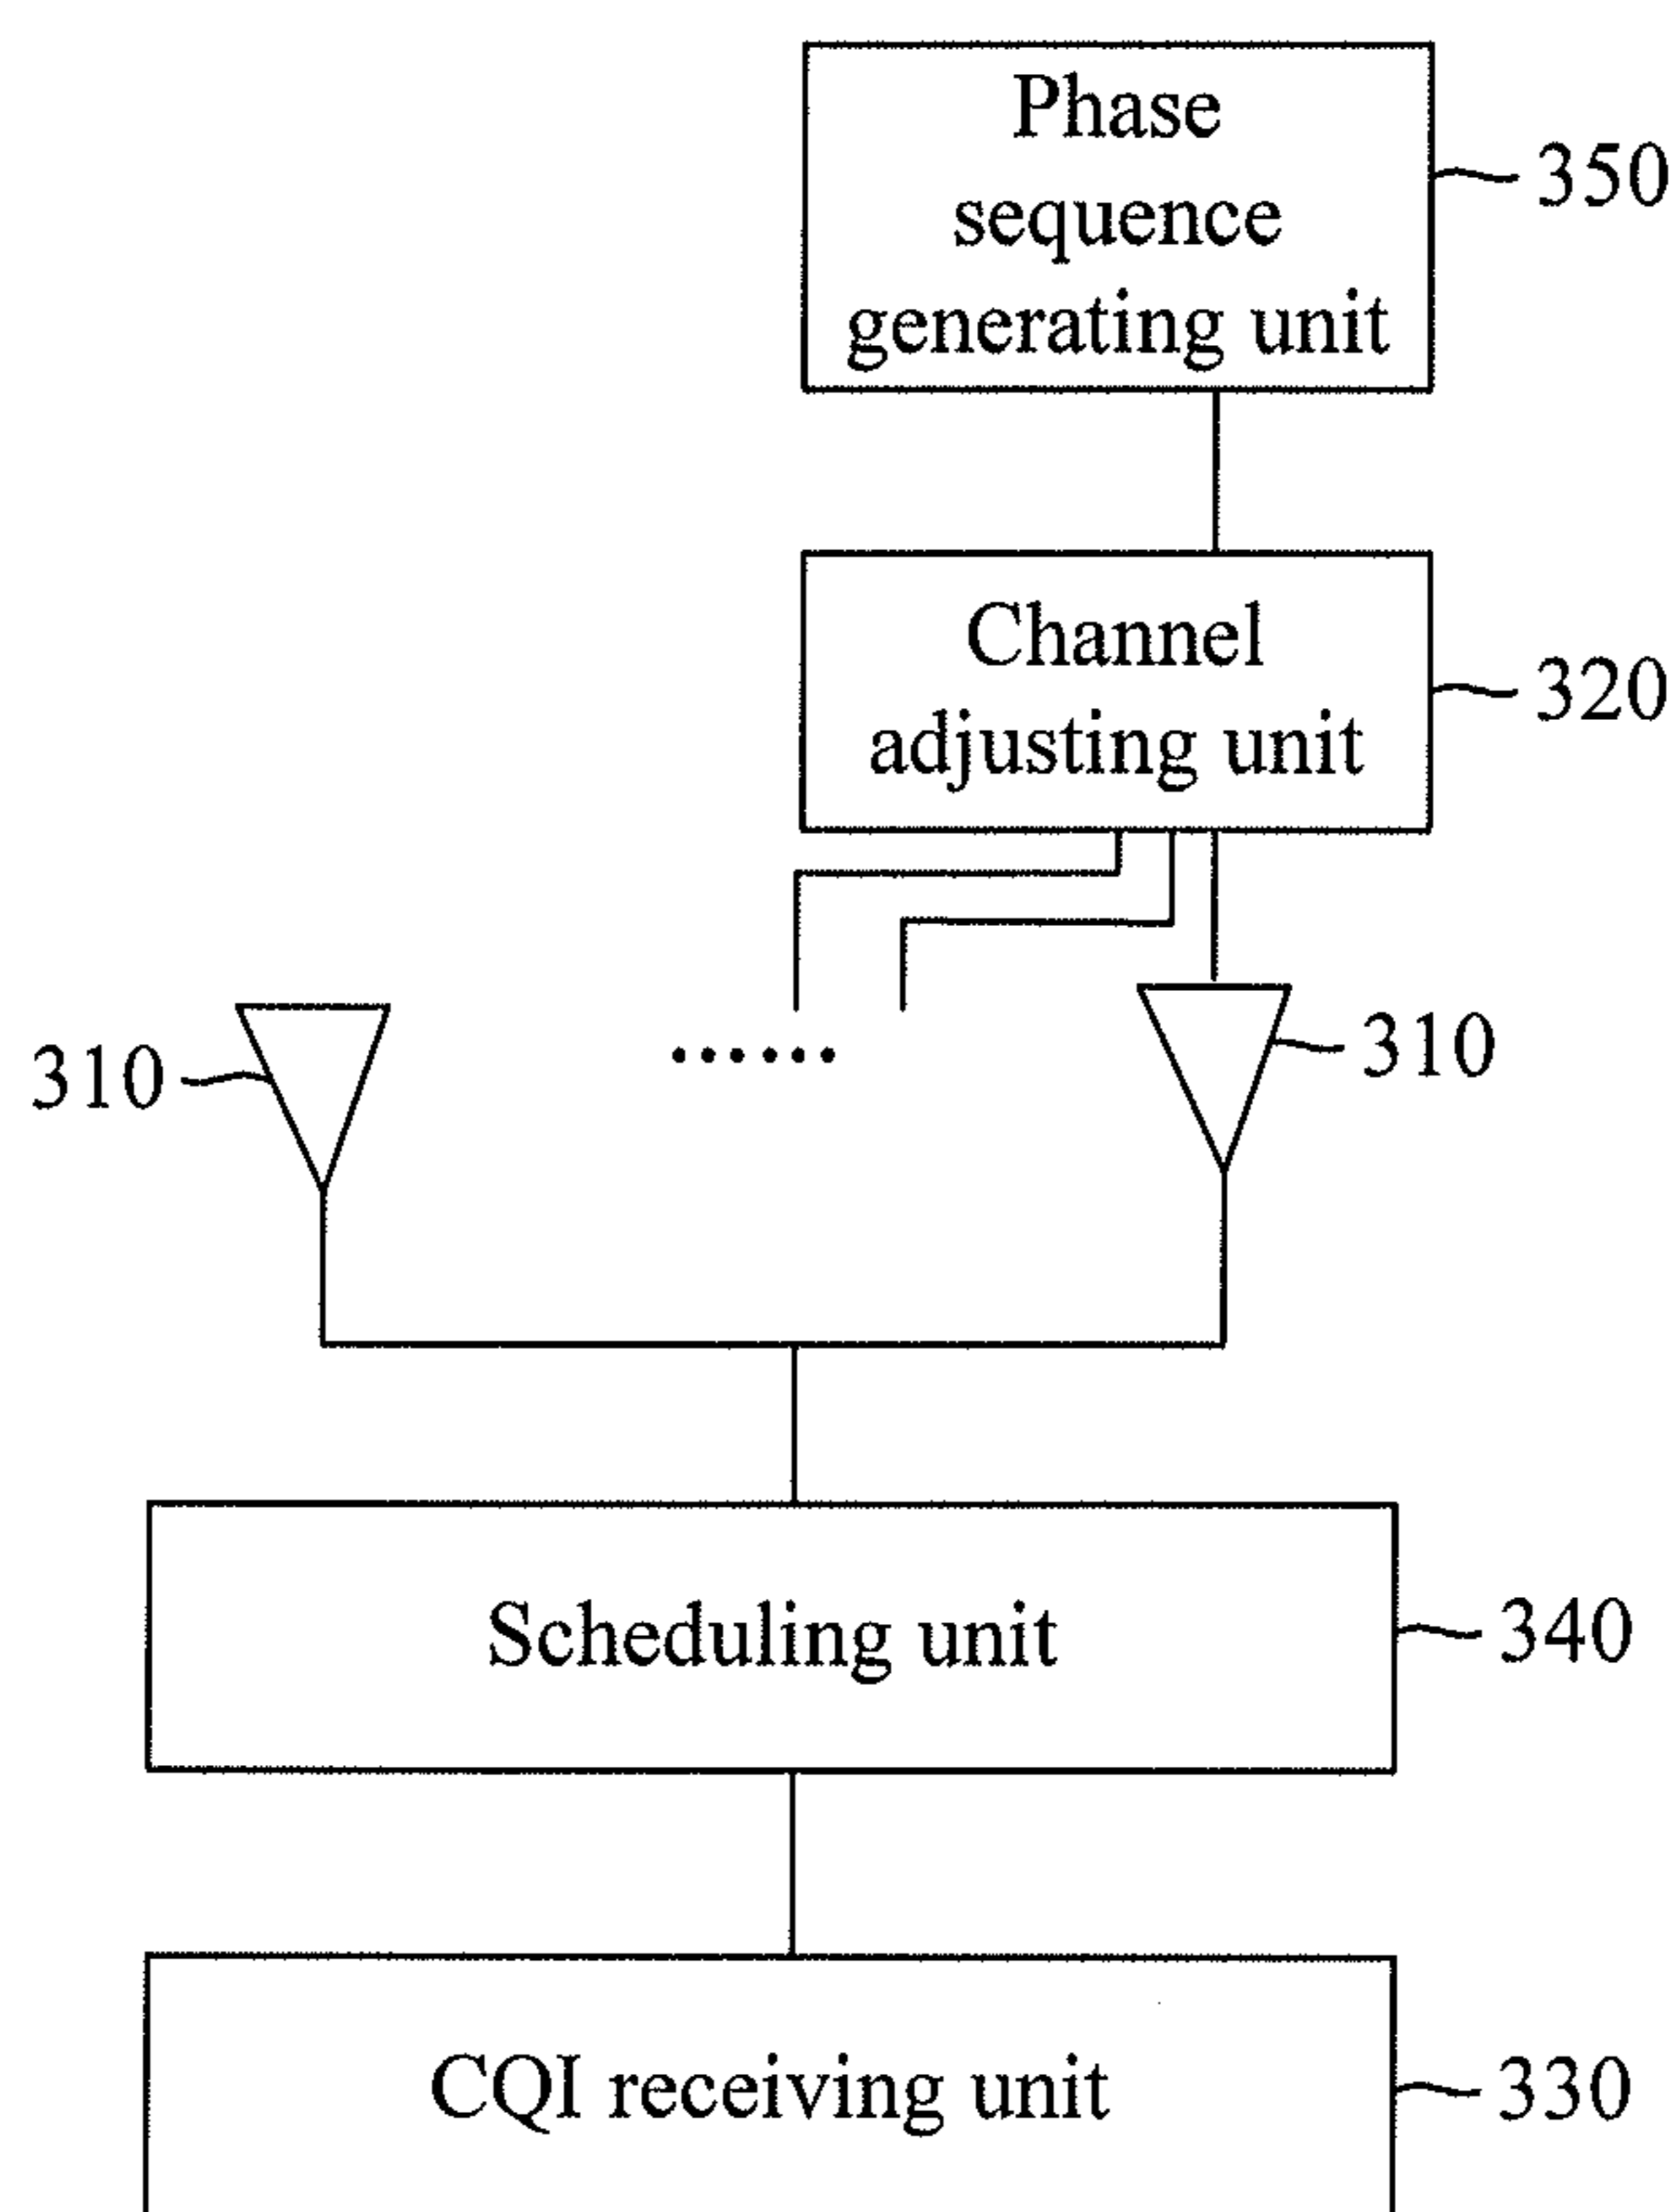 Phase
sequence
generating unit
350
Channel
adjusting unit
320
310
......
310
Scheduling unit
340
CQI receiving unit
330